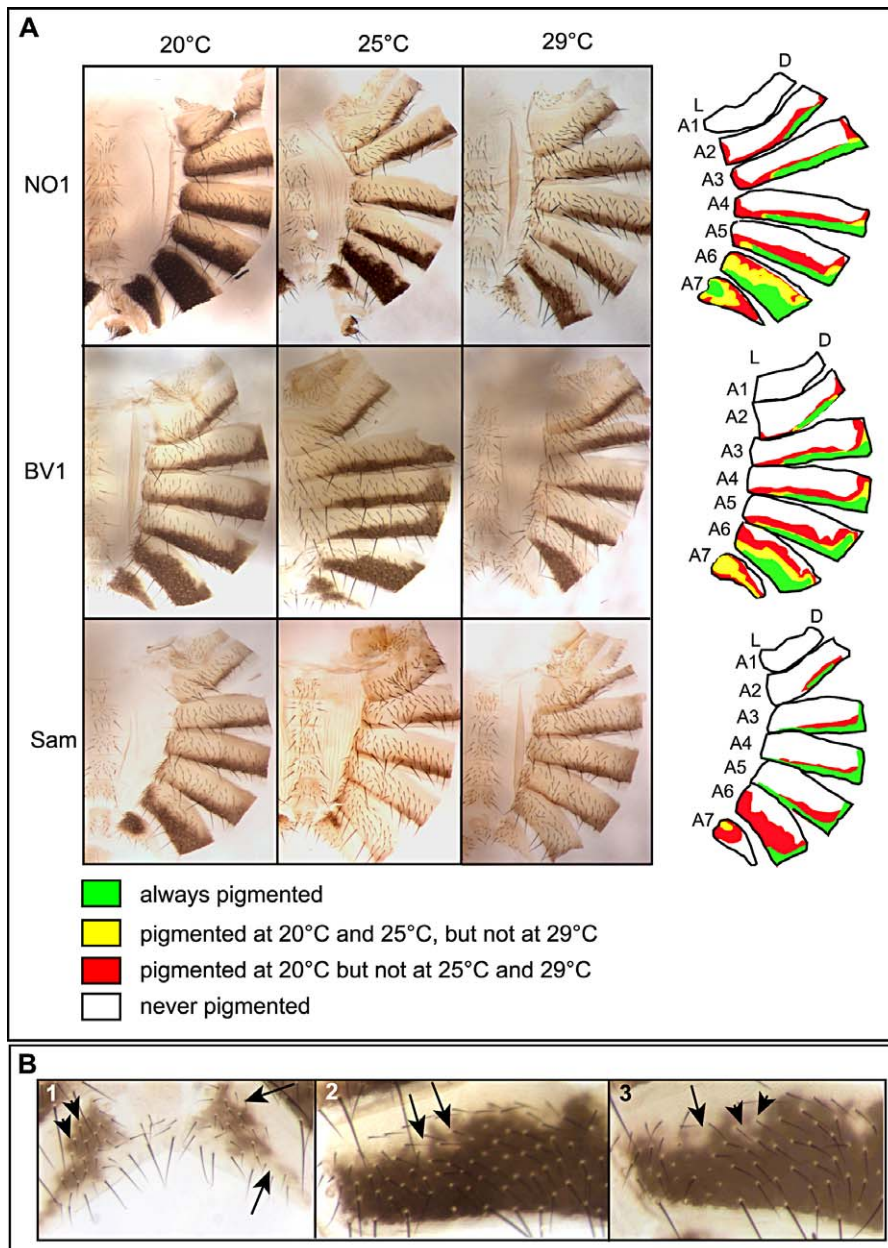 A
20°C 25°C 29°C
NO1
D
L
A1
A2
A3
A4
A5
A6
A7
BV1
D
L
A1
A2
A3
A4
A5
A6
A7
Sam
D
L
A1
A2
A3
A4
A5
A6
A7
always pigmented
pigmented at 20°C and 25°C, but not at 29°C
pigmented at 20°C but not at 25°C and 29°C
never pigmented
B
1 2 3